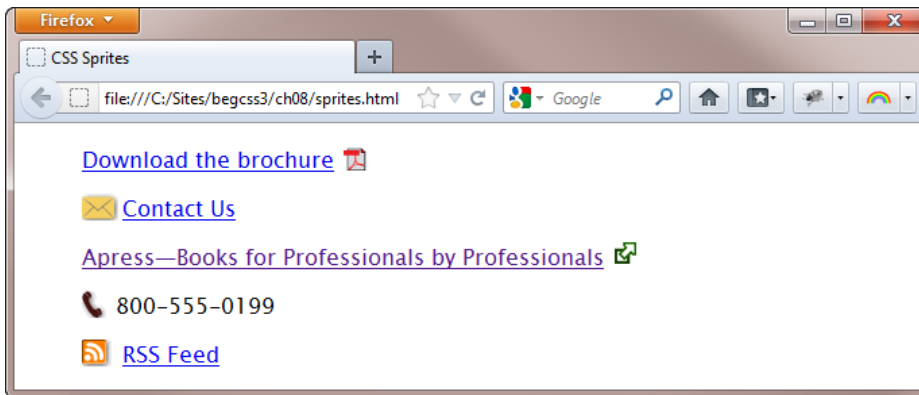 Firefox
CSS Sprites
file:///C:/Sites/begcss3/ch08/sprites.html Google
Download the brochure
Contact Us
Apress—Books for Professionals by Professionals
800-555-0199
RSS Feed